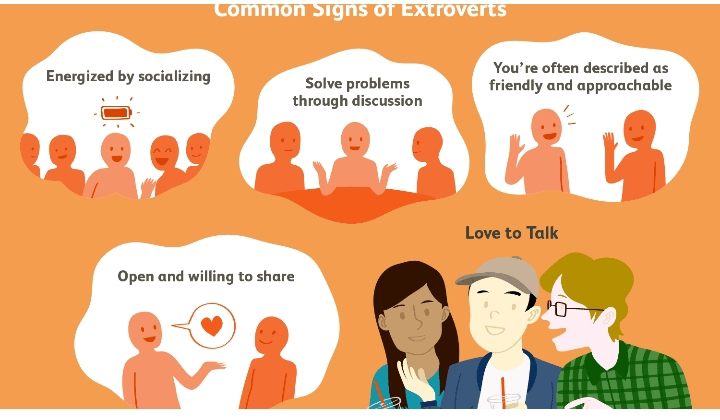 Common Signs of Extroverts
Energized by socializing
Solve problems
through discussion
You're often described as
friendly and approachable
Love to Talk
Open and willing to share